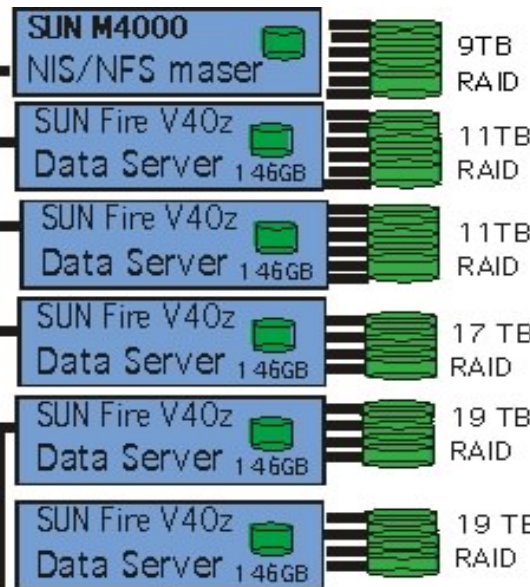 SUN M4000
NIS/NFS maser
9TB
RAID
SUN Fire V40z
Data Server 146GB
11TB
RAID
SUN Fire V40z
Data Server 146GB
11TB
RAID
SUN Fire V40z
Data Server 146GB
17 TB
RAID
SUN Fire V40z
Data Server 146GB
19 TB
RAID
SUN Fire V40z
Data Server 146GB
19 TB
RAID